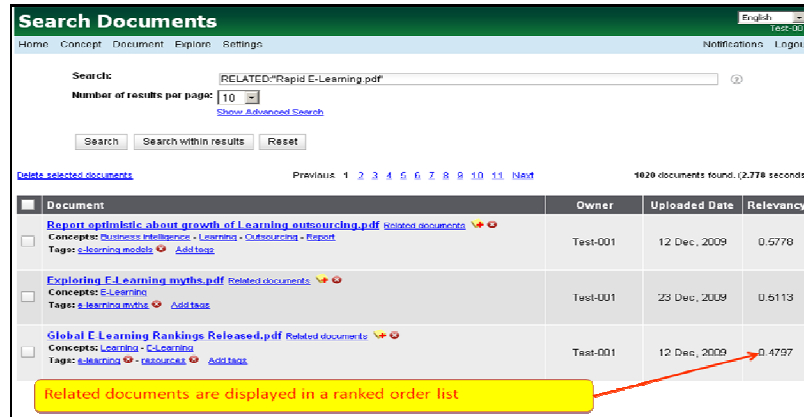 Search Documents
English
Test-00
Home Concept Document Explore Settings
Notifications Logou
Search:
RELATED:"Rapid E-Learning.pdf"
Number of results per page: 10
Show Advanced Search
Search Search within results Reset
Delete selected documents
Previous 1 2 3 4 5 6 7 8 9 10 11 Next
1020 documents found. (2.778 seconds
Document Owner Uploaded Date Relevancy
Report optimistic about growth of Learning outsourcing.pdf Related documents
Concepts: Business Intelligence - Learning - Outsourcing - Report
Tags: e-learning models Add tags
Test-001 12 Dec, 2009 0.5778
Exploring E-Learning myths.pdf Related documents
Concepts: E-Learning
Tags: e-learning myths Add tags
Test-001 23 Dec, 2009 0.5113
Global E Learning Rankings Released.pdf Related documents
Concepts: Learning - E-Learning
Tags: e-learning - resources Add tags
Test-001 12 Dec, 2009 0.4797
Related documents are displayed in a ranked order list